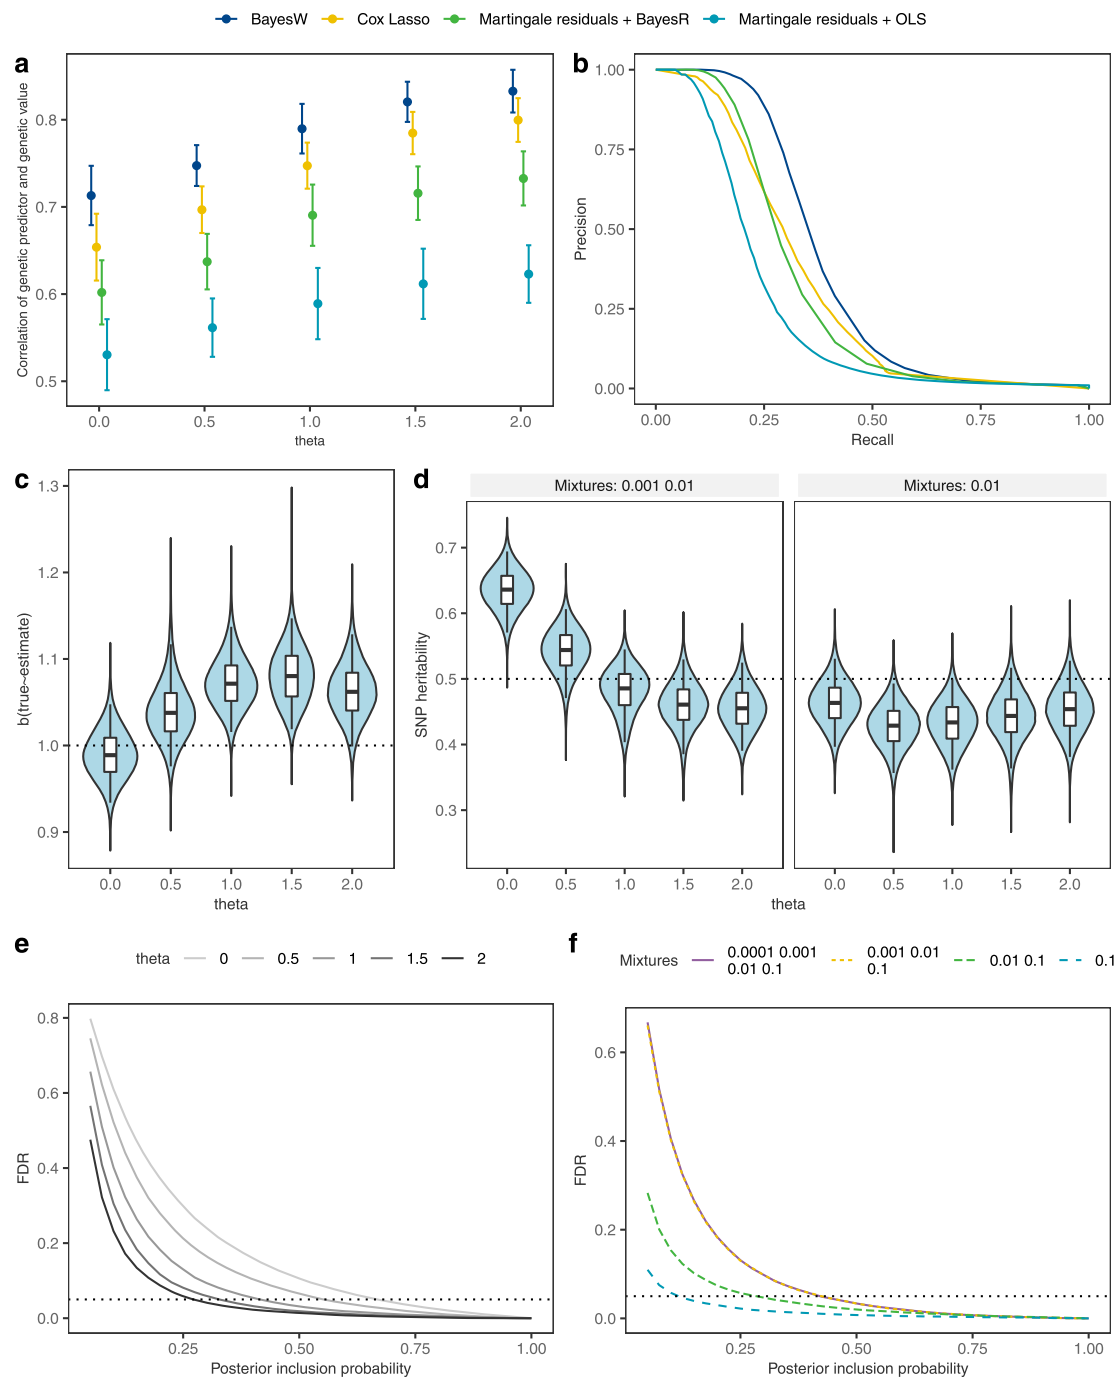 BayesW Cox Lasso Martingale residuals + BayesR Martingale residuals + OLS
a
Correlation of genetic predictor and genetic value
0.8
0.7
0.6
0.5
0.0 0.5 1.0 1.5 2.0
theta
b
Precision
1.00
0.75
0.50
0.25
0.00
0.00 0.25 0.50 0.75 1.00
Recall
c
b(true~estimate)
1.3
1.2
1.1
1.0
0.9
0.0 0.5 1.0 1.5 2.0
theta
d
Mixtures: 0.001 0.01
Mixtures: 0.01
SNP heritability
0.7
0.6
0.5
0.4
0.3
0.0 0.5 1.0 1.5 2.0
0.0 0.5 1.0 1.5 2.0
theta
e
theta 0 0.5 1 1.5 2
FDR
0.8
0.6
0.4
0.2
0.0
0.25 0.50 0.75 1.00
Posterior inclusion probability
f
Mixtures
0.0001 0.001
0.01 0.1
0.001 0.01
0.1
0.01 0.1
0.1
FDR
0.6
0.4
0.2
0.0
0.25 0.50 0.75 1.00
Posterior inclusion probability